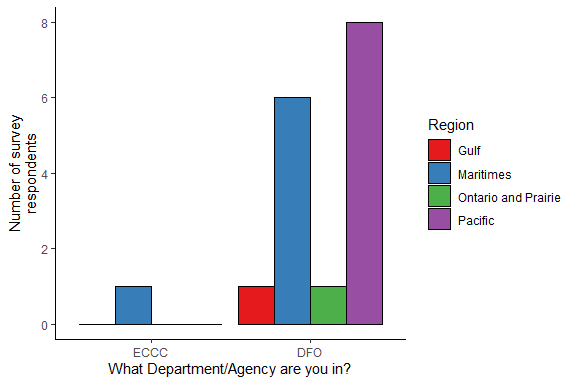 8
6
4
2
0
Number of survey
respondents
ECCC
DFO
What Department/Agency are you in?
Region
Gulf
Maritimes
Ontario and Prairie
Pacific